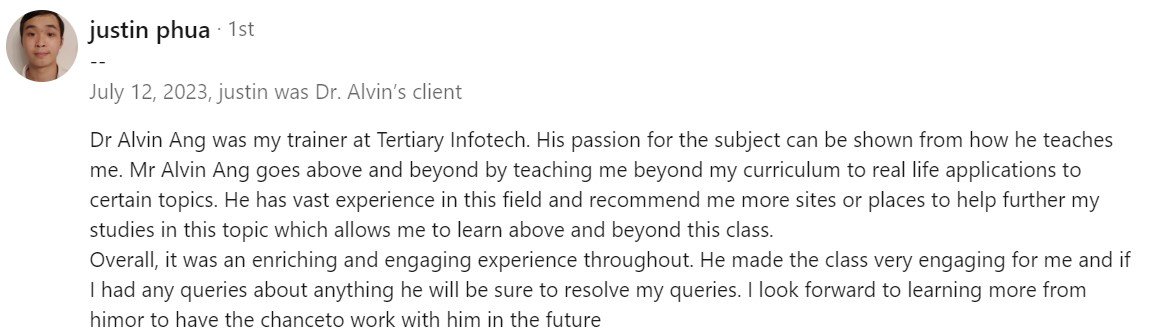 justin phua · 1st
--
July 12, 2023, justin was Dr. Alvin’s client
Dr Alvin Ang was my trainer at Tertiary Infotech. His passion for the subject can be shown from how he teaches
me. Mr Alvin Ang goes above and beyond by teaching me beyond my curriculum to real life applications to
certain topics. He has vast experience in this field and recommend me more sites or places to help further my
studies in this topic which allows me to learn above and beyond this class.
Overall, it was an enriching and engaging experience throughout. He made the class very engaging for me and if
I had any queries about anything he will be sure to resolve my queries. I look forward to learning more from
himor to have the chanceto work with him in the future